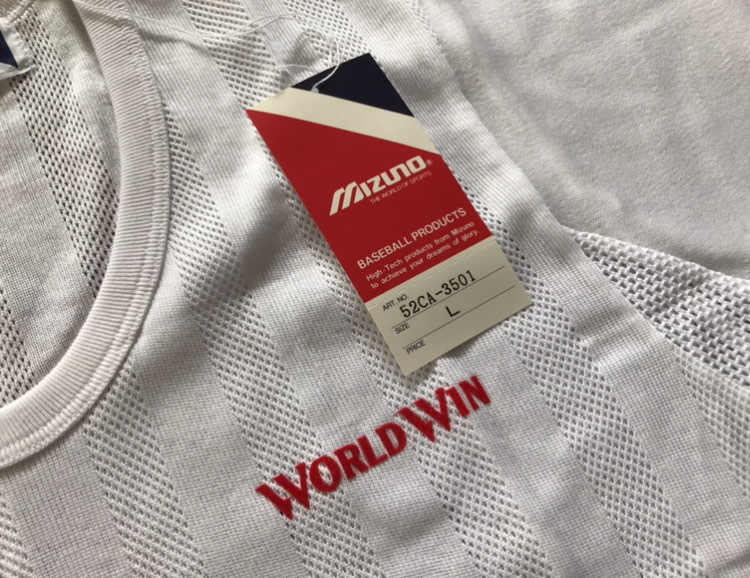 Mizuno®
THE WORLD OF SPORTS
BASEBALL PRODUCTS
High-Tech products from Mizuno
to achieve your dreams of glory.
ART.NO. 52CA-3501
SIZE L
PRICE
WORLD WIN